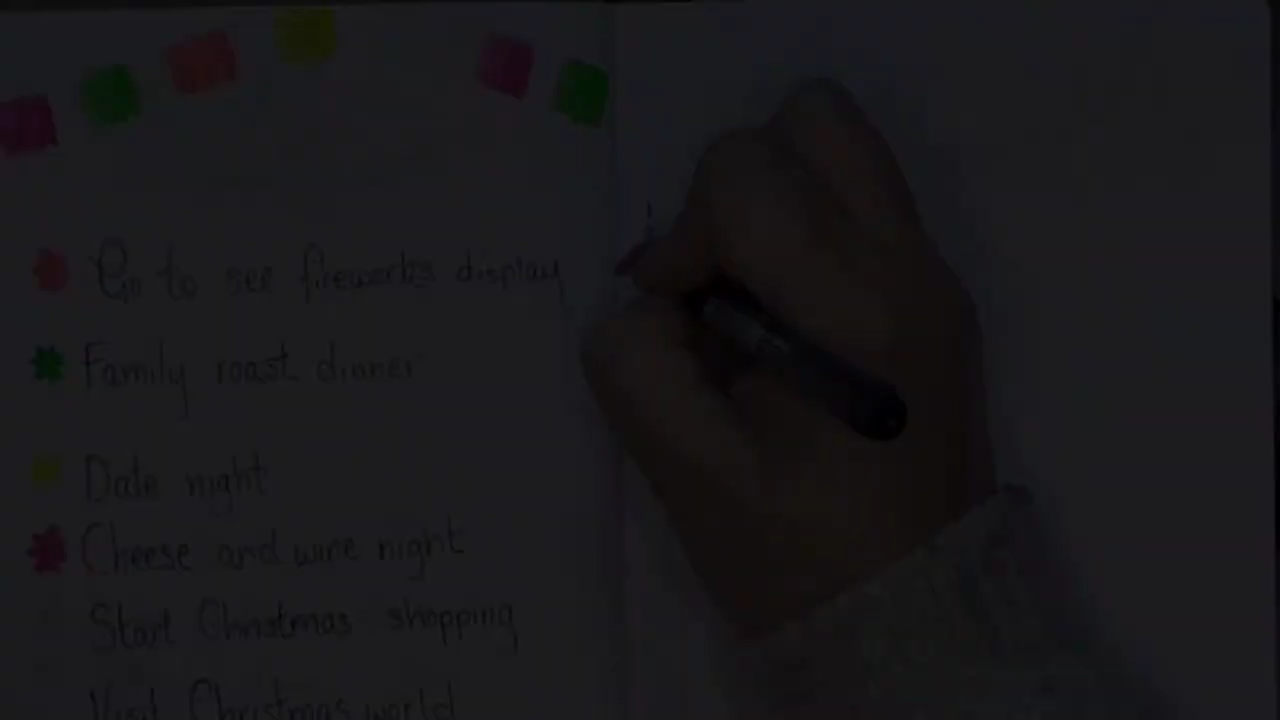 Go to see fireworks display
Family roast dinner
Date night
Cheese and wine night
Start Christmas shopping
Visit Christmas world